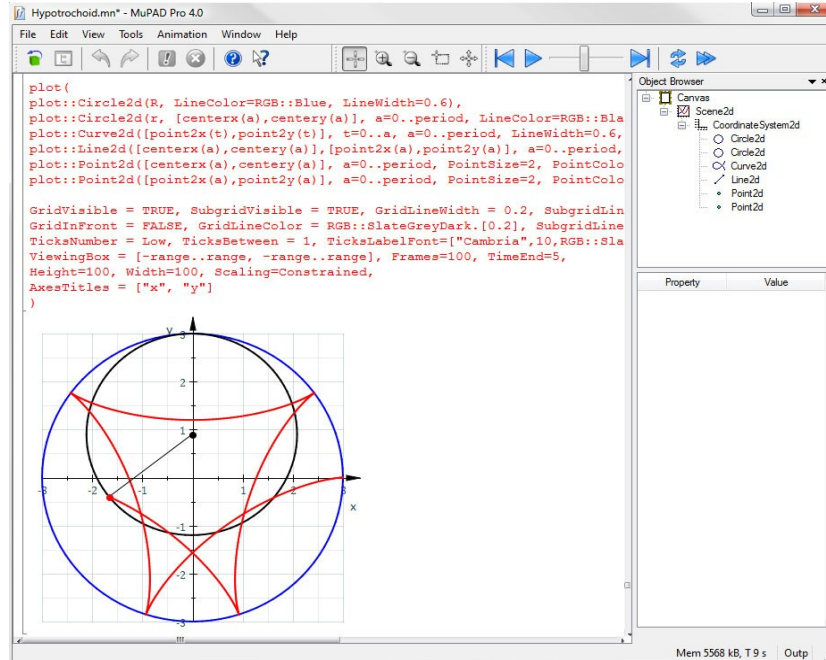 Hypotrochoid.mn* - MuPAD Pro 4.0
File Edit View Tools Animation Window Help
plot(
plot::Circle2d(R, LineColor=RGB::Blue, LineWidth=0.6),
plot::Circle2d(r, [centerx(a),centery(a)], a=0..period, LineColor=RGB::Bla
plot::Curve2d([point2x(t),point2y(t)], t=0..a, a=0..period, LineWidth=0.6,
plot::Line2d([centerx(a),centery(a)],[point2x(a),point2y(a)], a=0..period,
plot::Point2d([centerx(a),centery(a)], a=0..period, PointSize=2, PointColo
plot::Point2d([point2x(a),point2y(a)], a=0..period, PointSize=2, PointColo
GridVisible = TRUE, SubgridVisible = TRUE, GridLineWidth = 0.2, SubgridLin
GridInFront = FALSE, GridLineColor = RGB::SlateGreyDark.[0.2], SubgridLine
TicksNumber = Low, TicksBetween = 1, TicksLabelFont=["Cambria",10,RGB::Sla
ViewingBox = [-range..range, -range..range], Frames=100, TimeEnd=5,
Height=100, Width=100, Scaling=Constrained,
AxesTitles = ["x", "y"]
)
y
3
2
1
-3 -2 -1 1 2 3
x
-1
-2
-3
Object Browser
Canvas
Scene2d
CoordinateSystem2d
Circle2d
Circle2d
Curve2d
Line2d
Point2d
Point2d
Property Value
Mem 5568 kB, T 9 s Outp